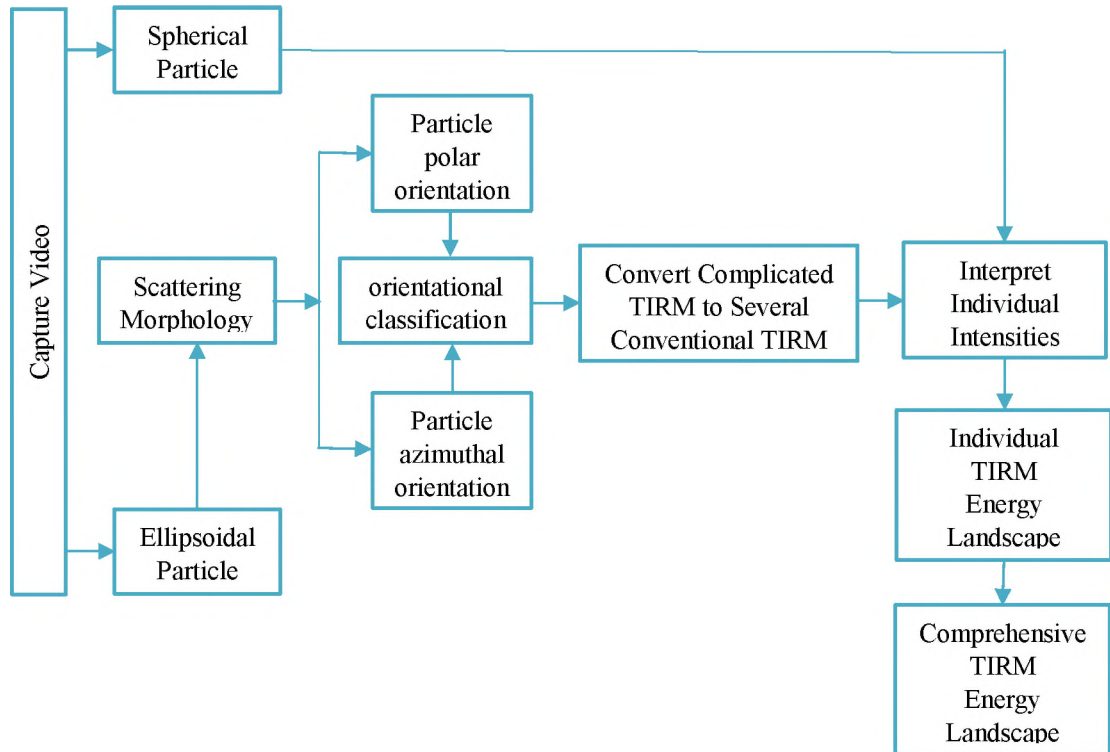 Capture Video
Spherical
Particle
Particle
polar
orientation
Scattering
Morphology
orientational
classification
Convert Complicated
TIRM to Several
Conventional TIRM
Interpret
Individual
Intensities
Particle
azimuthal
orientation
Individual
TIRM
Energy
Landscape
Ellipsoidal
Particle
Comprehensive
TIRM
Energy
Landscape